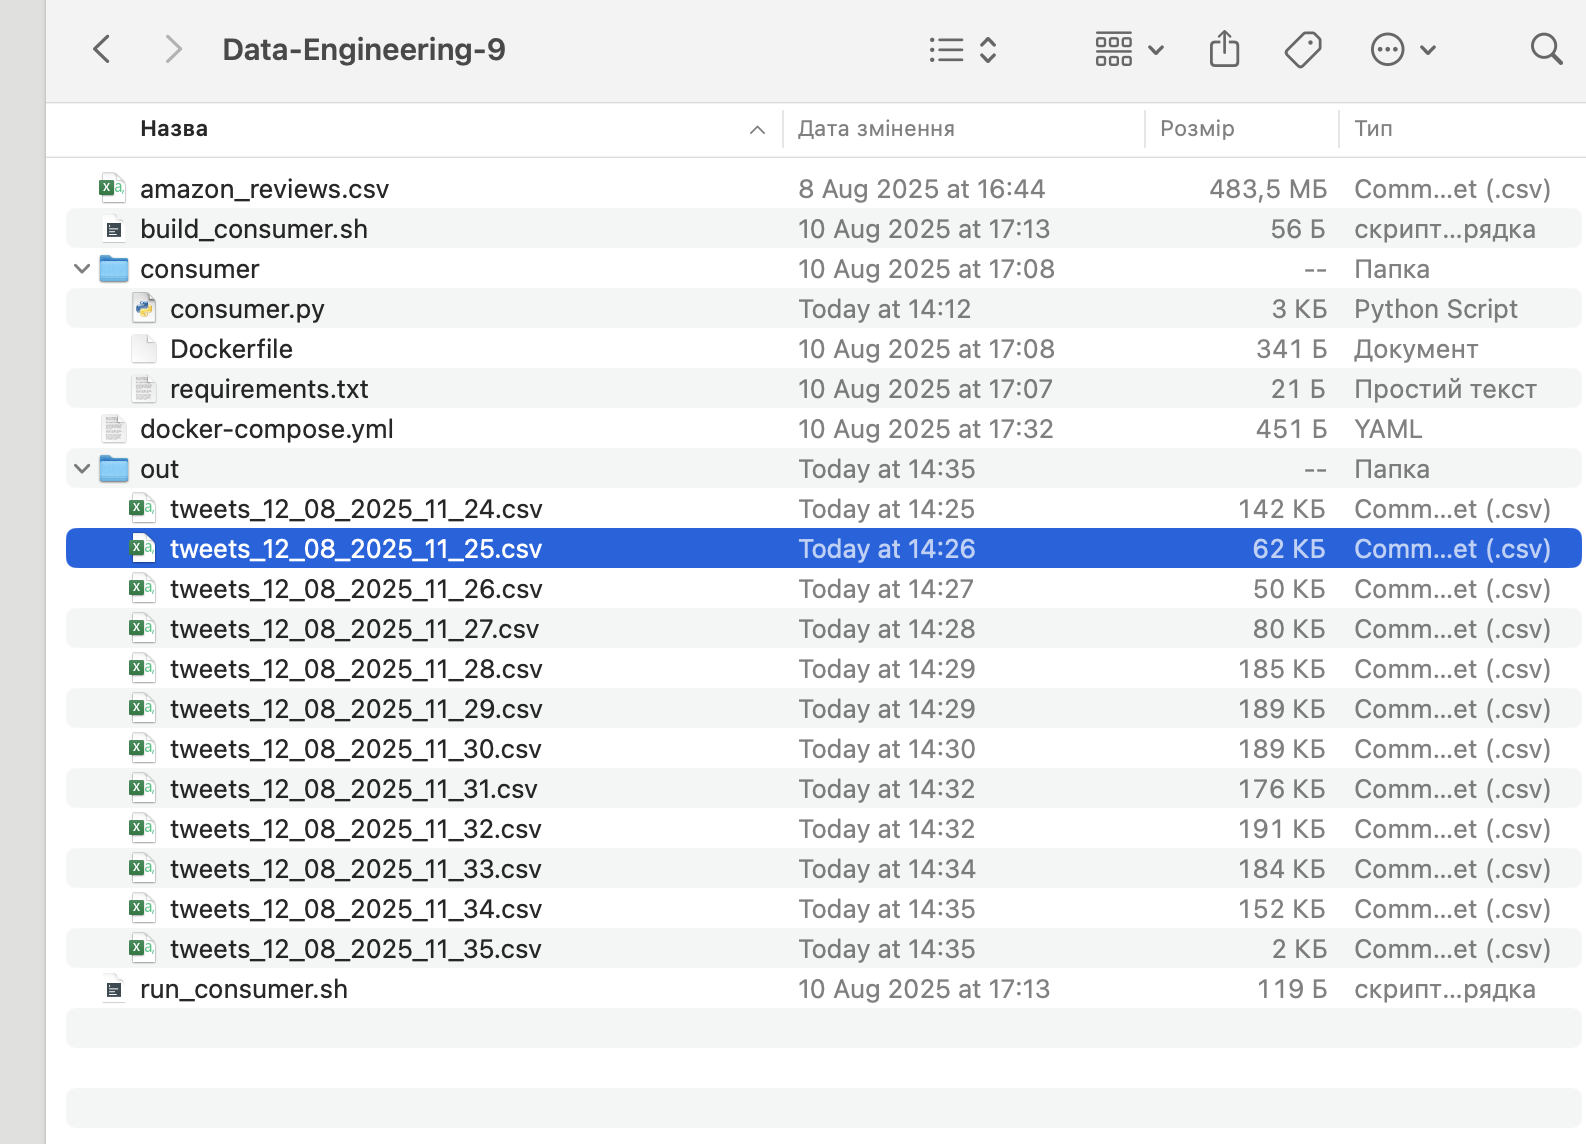 Data-Engineering-9
Назва Дата змінення Розмір Тип
amazon_reviews.csv 8 Aug 2025 at 16:44 483,5 МБ Comm...et (.csv)
build_consumer.sh 10 Aug 2025 at 17:13 56 Б скрипт...рядка
consumer 10 Aug 2025 at 17:08 -- Папка
consumer.py Today at 14:12 3 КБ Python Script
Dockerfile 10 Aug 2025 at 17:08 341 Б Документ
requirements.txt 10 Aug 2025 at 17:07 21 Б Простий текст
docker-compose.yml 10 Aug 2025 at 17:32 451 Б YAML
out Today at 14:35 -- Папка
tweets_12_08_2025_11_24.csv Today at 14:25 142 КБ Comm...et (.csv)
tweets_12_08_2025_11_25.csv Today at 14:26 62 КБ Comm...et (.csv)
tweets_12_08_2025_11_26.csv Today at 14:27 50 КБ Comm...et (.csv)
tweets_12_08_2025_11_27.csv Today at 14:28 80 КБ Comm...et (.csv)
tweets_12_08_2025_11_28.csv Today at 14:29 185 КБ Comm...et (.csv)
tweets_12_08_2025_11_29.csv Today at 14:29 189 КБ Comm...et (.csv)
tweets_12_08_2025_11_30.csv Today at 14:30 189 КБ Comm...et (.csv)
tweets_12_08_2025_11_31.csv Today at 14:32 176 КБ Comm...et (.csv)
tweets_12_08_2025_11_32.csv Today at 14:32 191 КБ Comm...et (.csv)
tweets_12_08_2025_11_33.csv Today at 14:34 184 КБ Comm...et (.csv)
tweets_12_08_2025_11_34.csv Today at 14:35 152 КБ Comm...et (.csv)
tweets_12_08_2025_11_35.csv Today at 14:35 2 КБ Comm...et (.csv)
run_consumer.sh 10 Aug 2025 at 17:13 119 Б скрипт...рядка